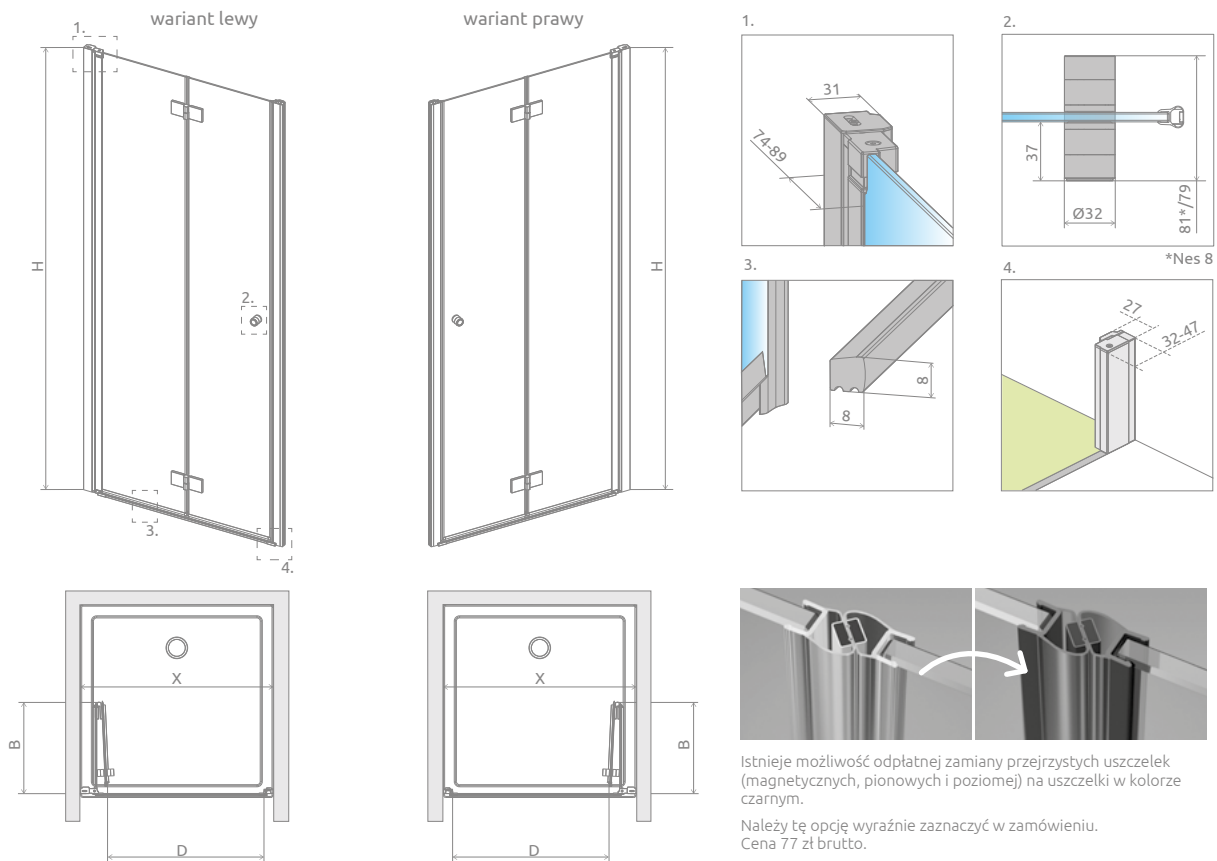 wariant lewy
wariant prawy
1.
H
2.
3.
4.
H
1.
31
74-89
2.
37
Ø32
81*/79
*Nes 8
3.
8
8
4.
27
32-47
X
B
D
X
B
D
Istnieje możliwość odpłatnej zamiany przejrzystych uszczelek
(magnetycznych, pionowych i poziomej) na uszczelki w kolorze
czarnym.
Należy tę opcję wyraźnie zaznaczyć w zamówieniu.
Cena 77 zł brutto.